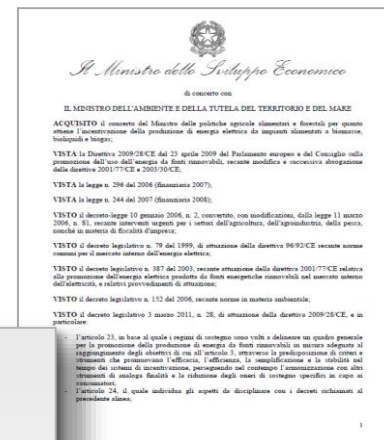 Il Ministro dello Sviluppo Economico
di concerto con
IL MINISTRO DELL'AMBIENTE E DELLA TUTELA DEL TERRITORIO E DEL MARE
ACQUISITO il concerto del Ministro delle politiche agricole alimentari e forestali per quanto
attiene l'incentivazione della produzione di energia elettrica da impianti alimentati a biomasse,
bioliquidi e biogas;
VISTA la Direttiva 2009/28/CE del 23 aprile 2009 del Parlamento europeo e del Consiglio sulla
promozione dell'uso dell'energia da fonti rinnovabili, recante modifica e successiva abrogazione
delle direttive 2001/77/CE e 2003/30/CE;
VISTA la legge n. 296 del 2006 (finanziaria 2007);
VISTA la legge n. 244 del 2007 (finanziaria 2008);
VISTO il decreto-legge 10 gennaio 2006, n. 2, convertito, con modificazioni, dalla legge 11 marzo
2006, n. 81, recante interventi urgenti per i settori dell'agricoltura, dell'agroindustria, della pesca,
nonché in materia di fiscalità d'impresa;
VISTO il decreto legislativo n. 79 del 1999, di attuazione della direttiva 96/92/CE recante norme
comuni per il mercato interno dell'energia elettrica;
VISTO il decreto legislativo n. 387 del 2003, recante attuazione della direttiva 2001/77/CE relativa
alla promozione dell'energia elettrica prodotta da fonti energetiche rinnovabili nel mercato interno
dell'elettricità, e relativi provvedimenti di attuazione;
VISTO il decreto legislativo n. 152 del 2006, recante norme in materia ambientale;
VISTO il decreto legislativo 3 marzo 2011, n. 28, di attuazione della direttiva 2009/28/CE, e in
particolare:
- l'articolo 23, in base al quale i regimi di sostegno sono volti a delineare un quadro generale
per la promozione della produzione di energia da fonti rinnovabili in misura adeguata al
raggiungimento degli obiettivi di cui all'articolo 3, attraverso la predisposizione di criteri e
strumenti che promuovono l'efficacia, l'efficienza, la semplificazione e la stabilità nel
tempo dei sistemi di incentivazione, perseguendo nel contempo l'armonizzazione con altri
strumenti di analoga finalità e la riduzione degli oneri di sostegno specifici in capo ai
consumatori;
- l'articolo 24, il quale individua gli aspetti da disciplinare con i decreti richiamati al
precedente alinea;
1